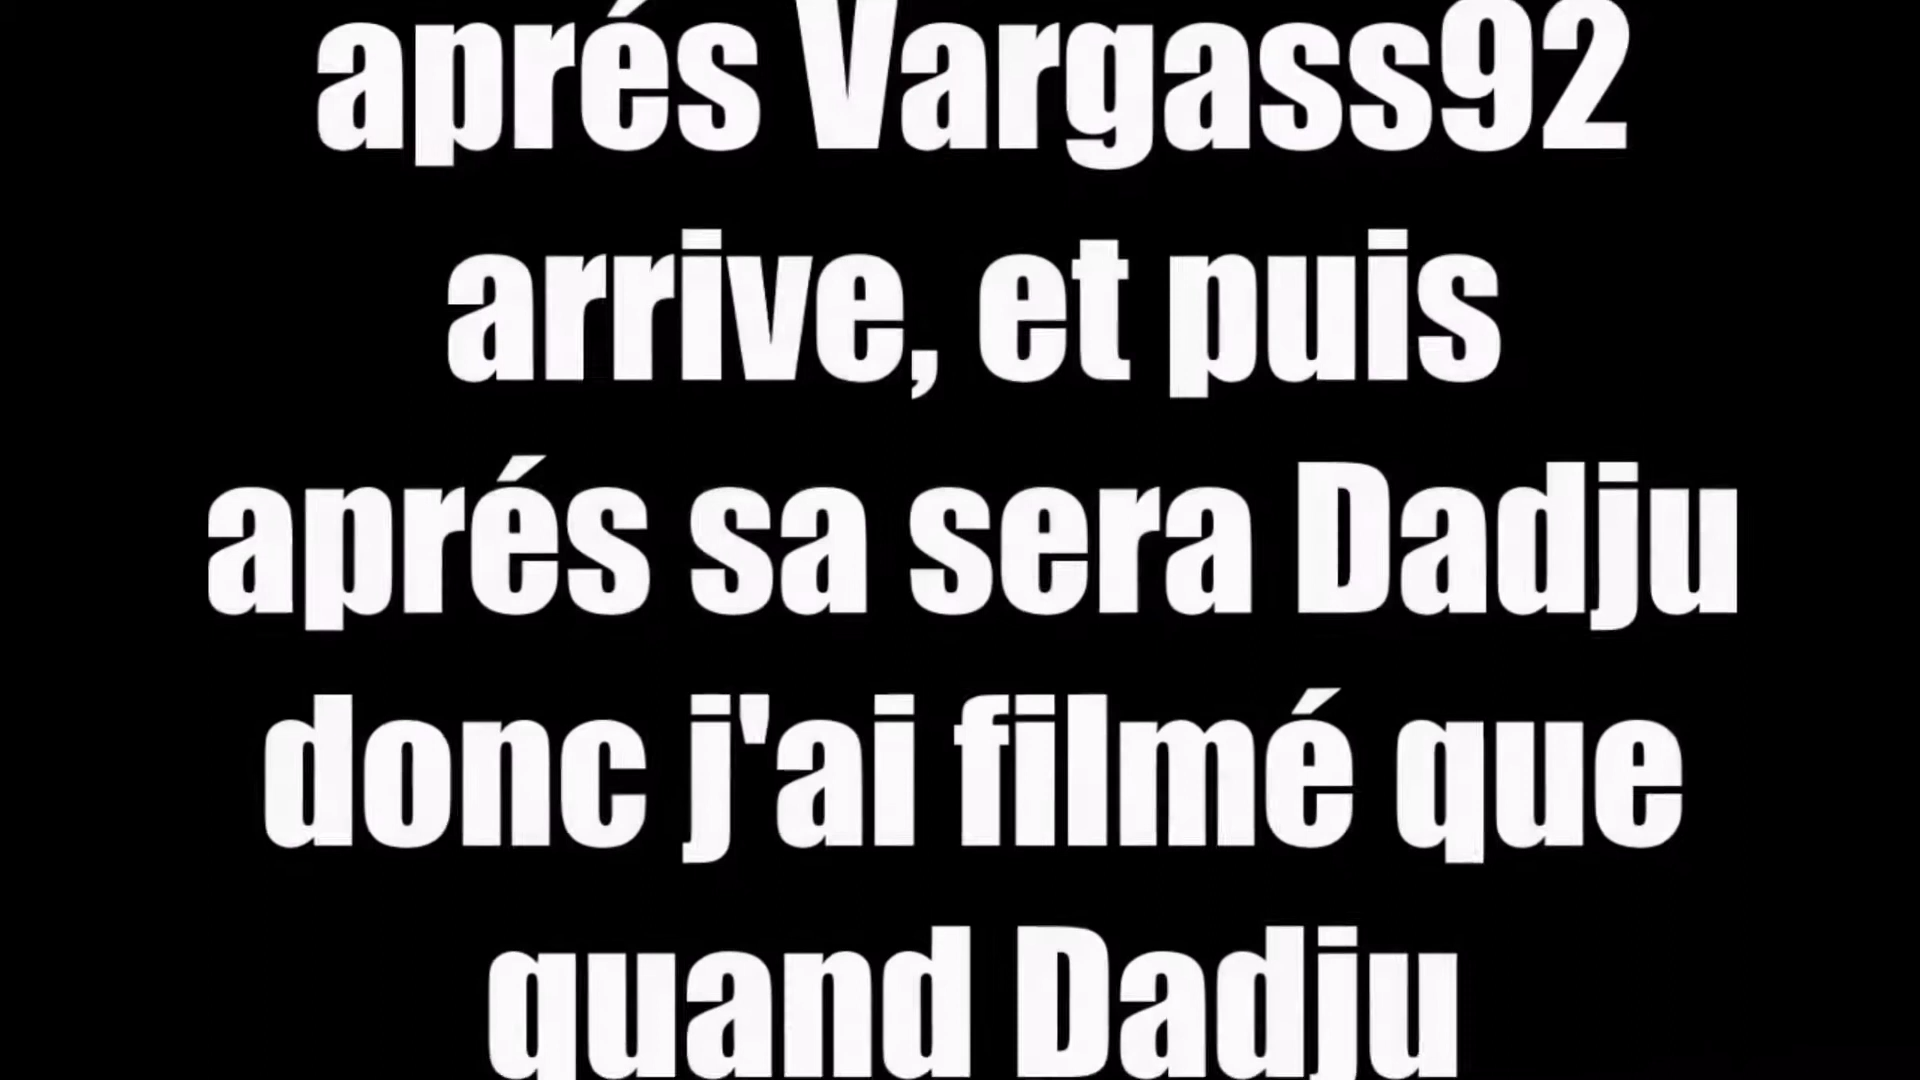 aprés Vargass92
arrive, et puis
aprés sa sera Dadju
donc j'ai filmé que
quand Dadju